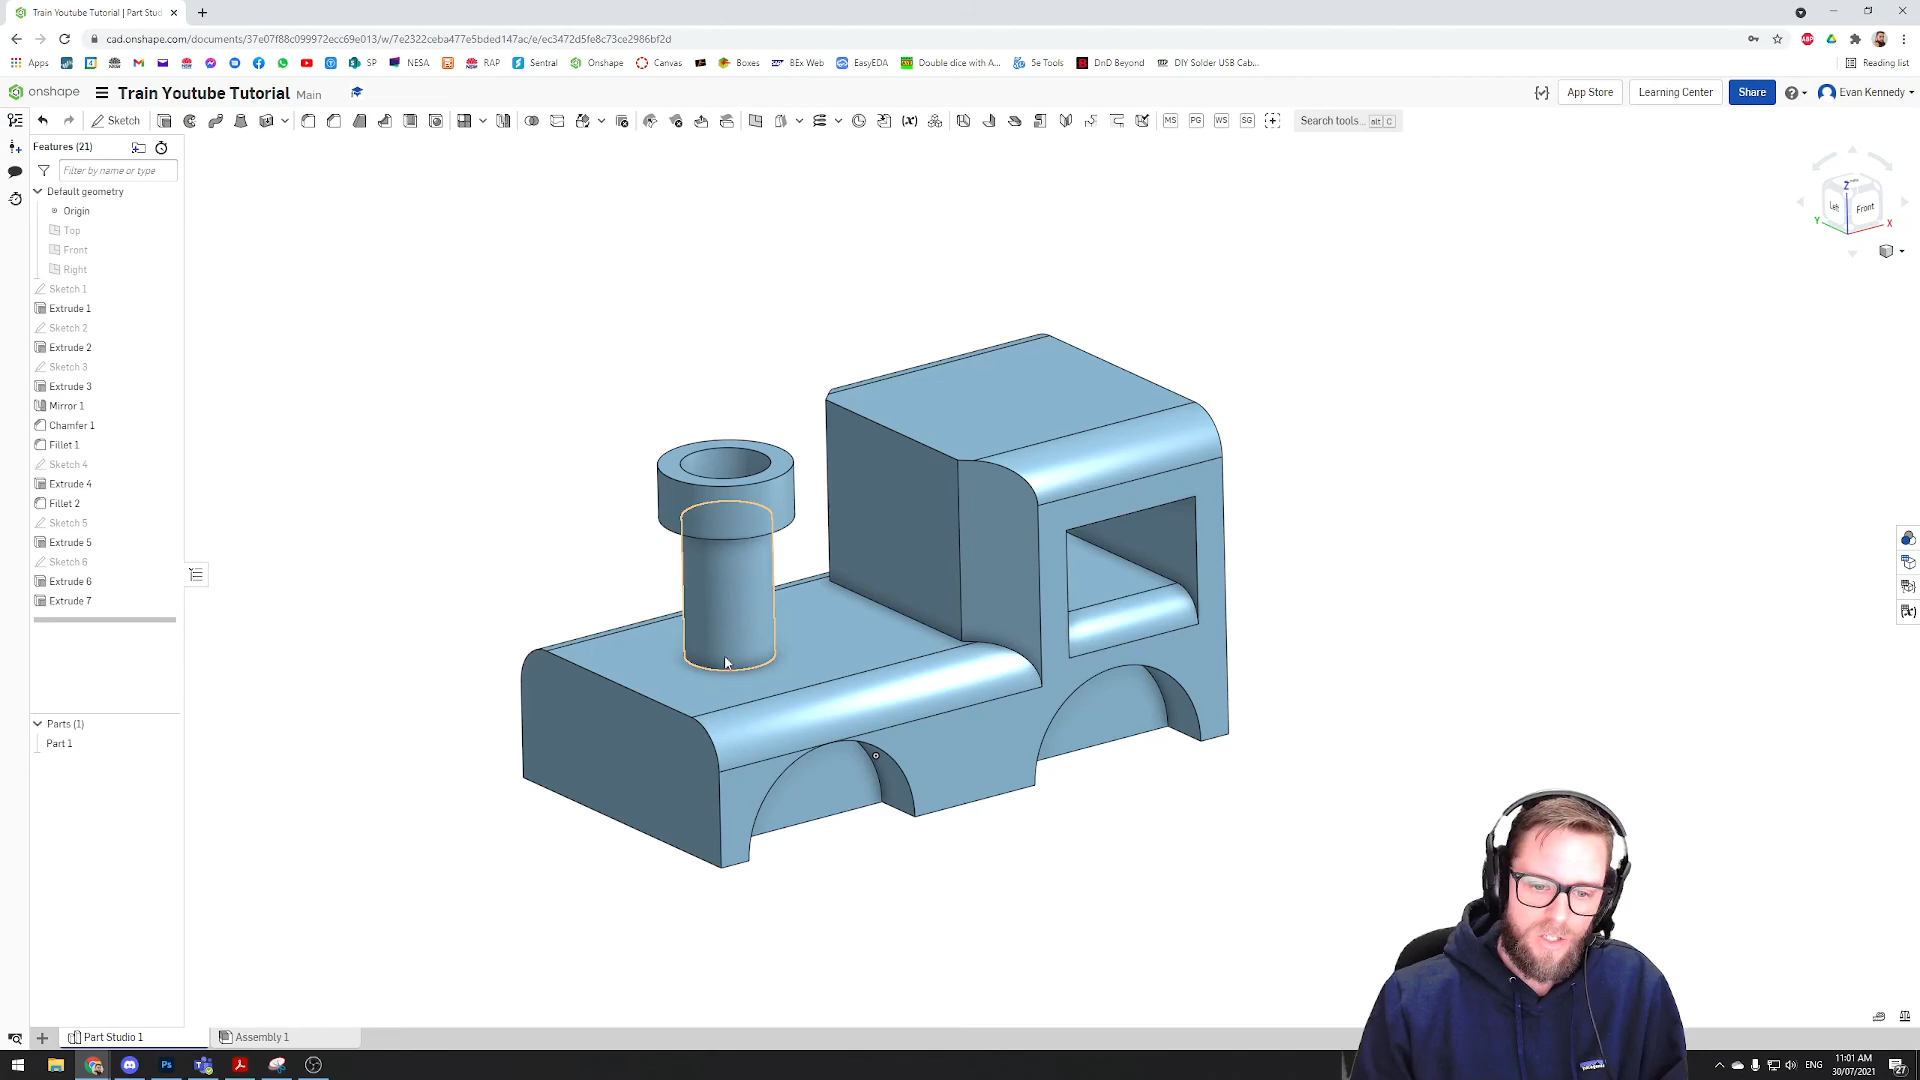 Train Youtube Tutorial | Part Stud
cad.onshape.com/documents/37e07f88c099972ecc69e013/w/7e2322ceba477e5bded147ac/e/ec3472d5fe8c73ce2986bf2d
Apps SP NESA RAP Sentral Onshape Canvas Boxes BEx Web EasyEDA Double dice with A... 5e Tools DnD Beyond DIY Solder USB Cab... Reading list
onshape Train Youtube Tutorial Main App Store Learning Center Share Evan Kennedy
Sketch MS PG WS SG Search tools... alt C
Features (21)
Filter by name or type
Default geometry
Origin
Top
Front
Right
Sketch 1
Extrude 1
Sketch 2
Extrude 2
Sketch 3
Extrude 3
Mirror 1
Chamfer 1
Fillet 1
Sketch 4
Extrude 4
Fillet 2
Sketch 5
Extrude 5
Sketch 6
Extrude 6
Extrude 7
Parts (1)
Part 1
Z
Left Front
Y X
Part Studio 1 Assembly 1
ENG
11:01 AM
30/07/2021
27